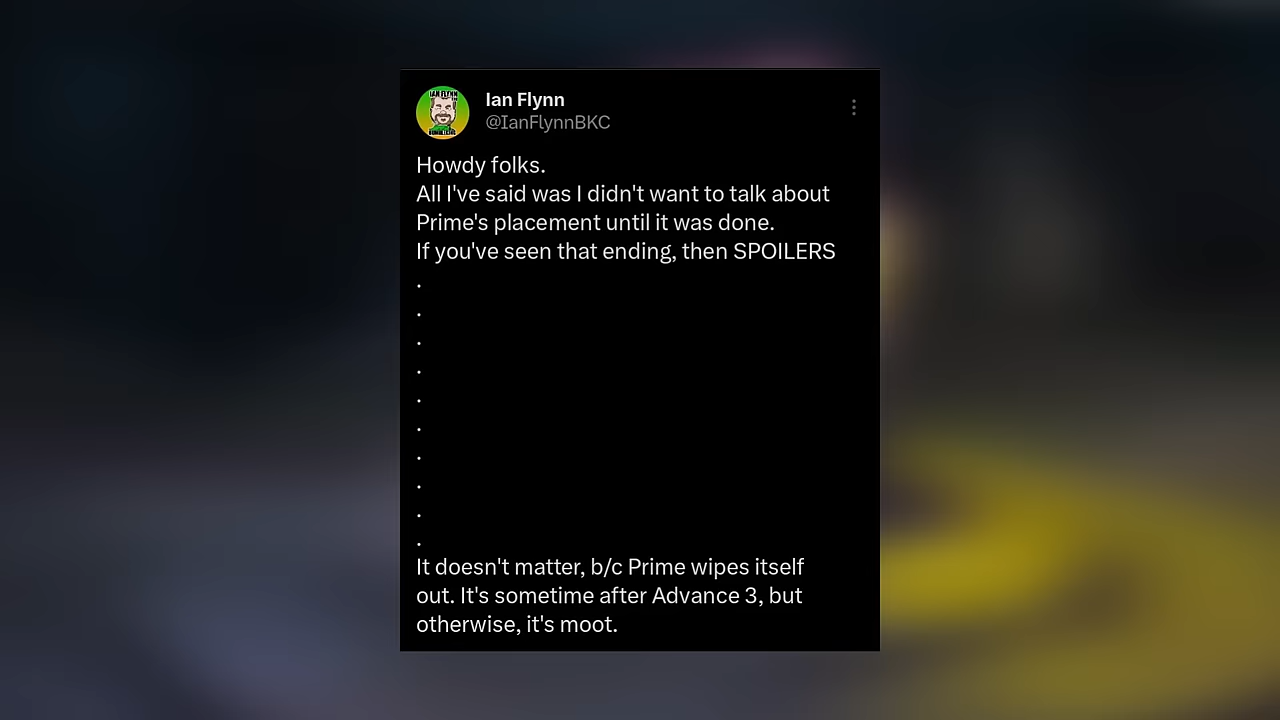 Ian Flynn
@IanFlynnBKC
Howdy folks.
All I've said was I didn't want to talk about
Prime's placement until it was done.
If you've seen that ending, then SPOILERS
.
.
.
.
.
.
.
.
.
.
It doesn't matter, b/c Prime wipes itself
out. It's sometime after Advance 3, but
otherwise, it's moot.